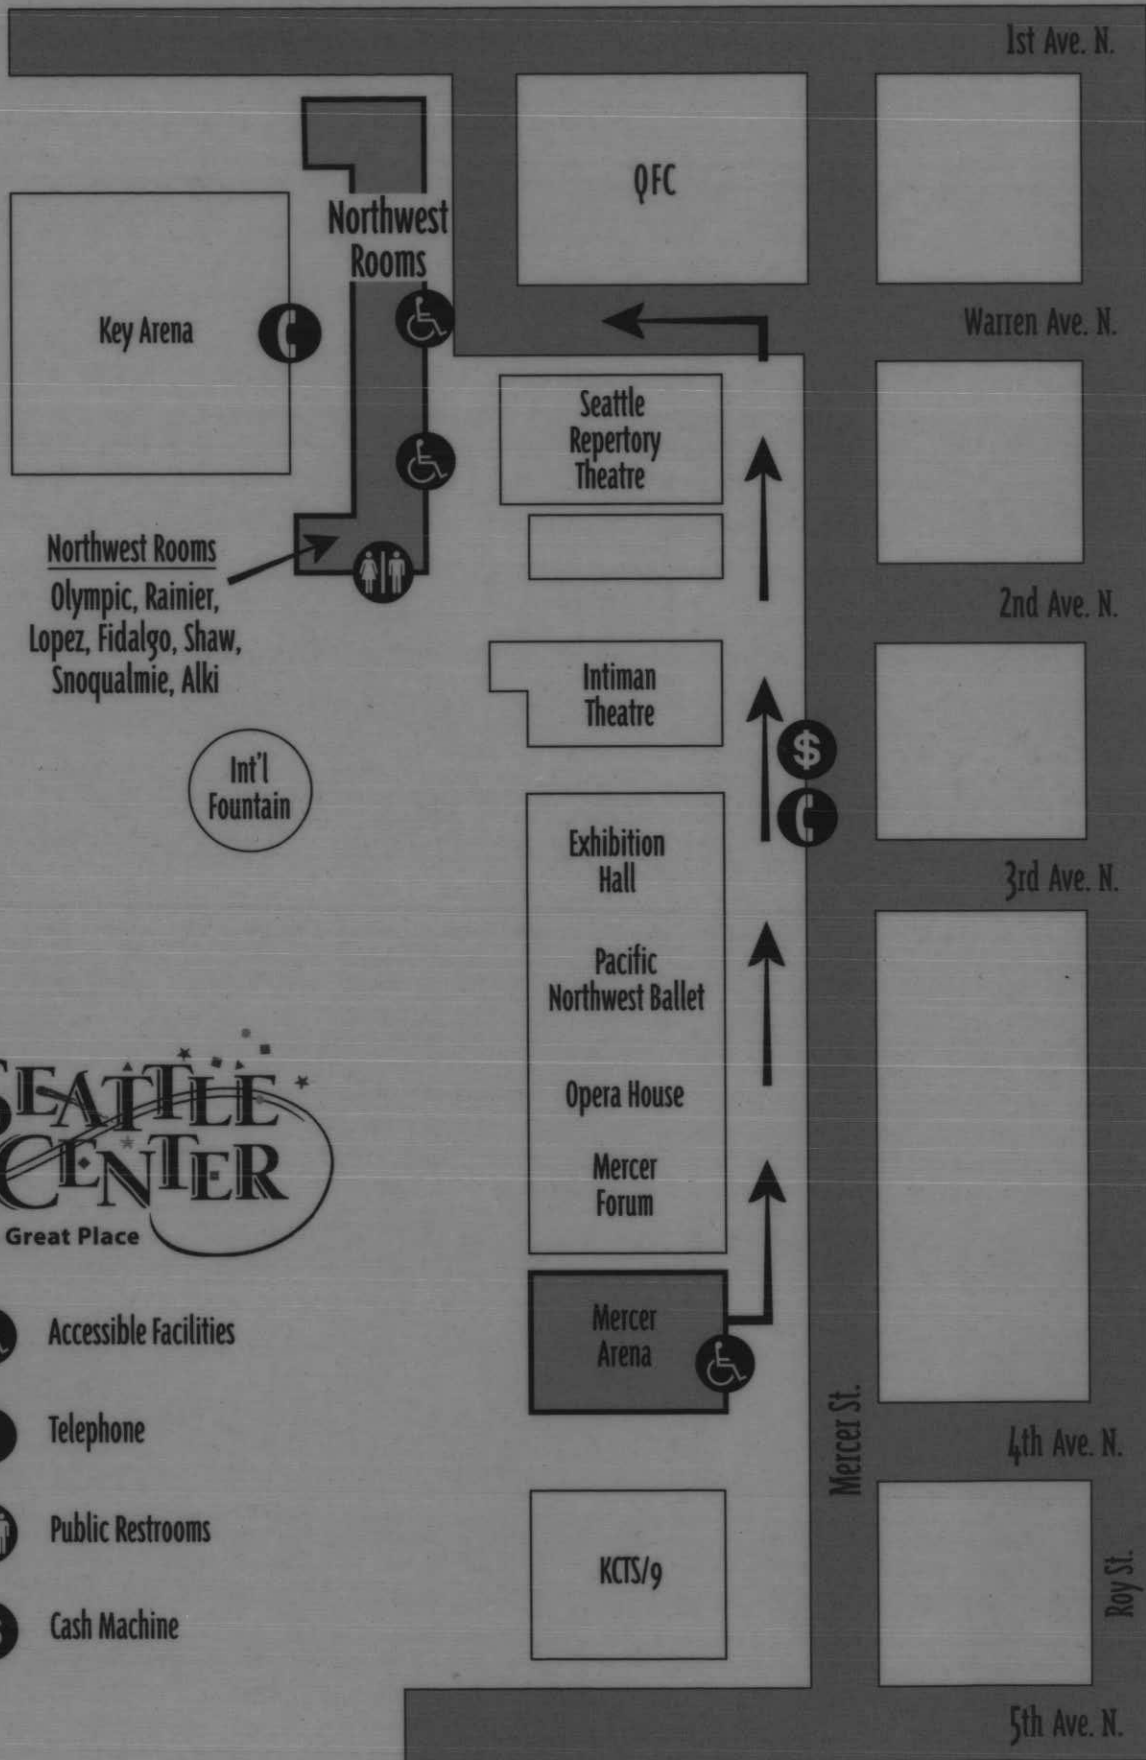 1st Ave. N.
QFC
Northwest
Rooms
Key Arena
Warren Ave. N.
Seattle
Repertory
Theatre
Northwest Rooms
Olympic, Rainier,
Lopez, Fidalgo, Shaw,
Snoqualmie, Alki
2nd Ave. N.
Intiman
Theatre
$
Int'l
Fountain
Exhibition
Hall
3rd Ave. N.
Pacific
Northwest Ballet
Opera House
Mercer
Forum
SEATTLE
CENTER
Great Place
Mercer
Arena
Accessible Facilities
Telephone
Public Restrooms
Cash Machine
Mercer St.
4th Ave. N.
KCTS/9
Roy St.
5th Ave. N.